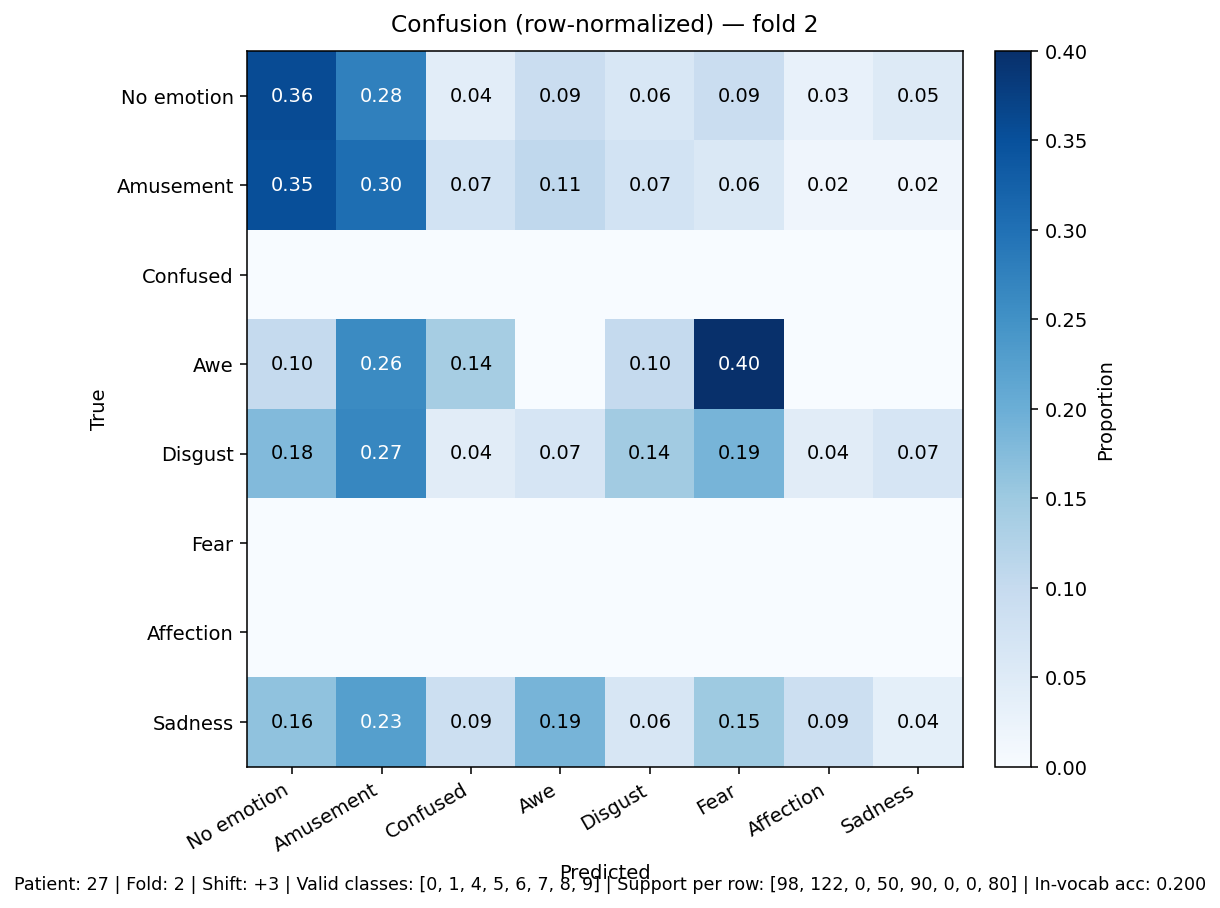 Confusion (row-normalized) — fold 2
No emotion 0.36 0.28 0.04 0.09 0.06 0.09 0.03 0.05
Amusement 0.35 0.30 0.07 0.11 0.07 0.06 0.02 0.02
Confused
Awe 0.10 0.26 0.14 0.10 0.40
Disgust 0.18 0.27 0.04 0.07 0.14 0.19 0.04 0.07
Fear
Affection
Sadness 0.16 0.23 0.09 0.19 0.06 0.15 0.09 0.04
True
No emotion Amusement Confused Awe Disgust Fear Affection Sadness
Predicted
0.40
0.35
0.30
0.25
0.20
0.15
0.10
0.05
0.00
Proportion
Patient: 27 | Fold: 2 | Shift: +3 | Valid classes: [0, 1, 4, 5, 6, 7, 8, 9] | Support per row: [98, 122, 0, 50, 90, 0, 0, 80] | In-vocab acc: 0.200